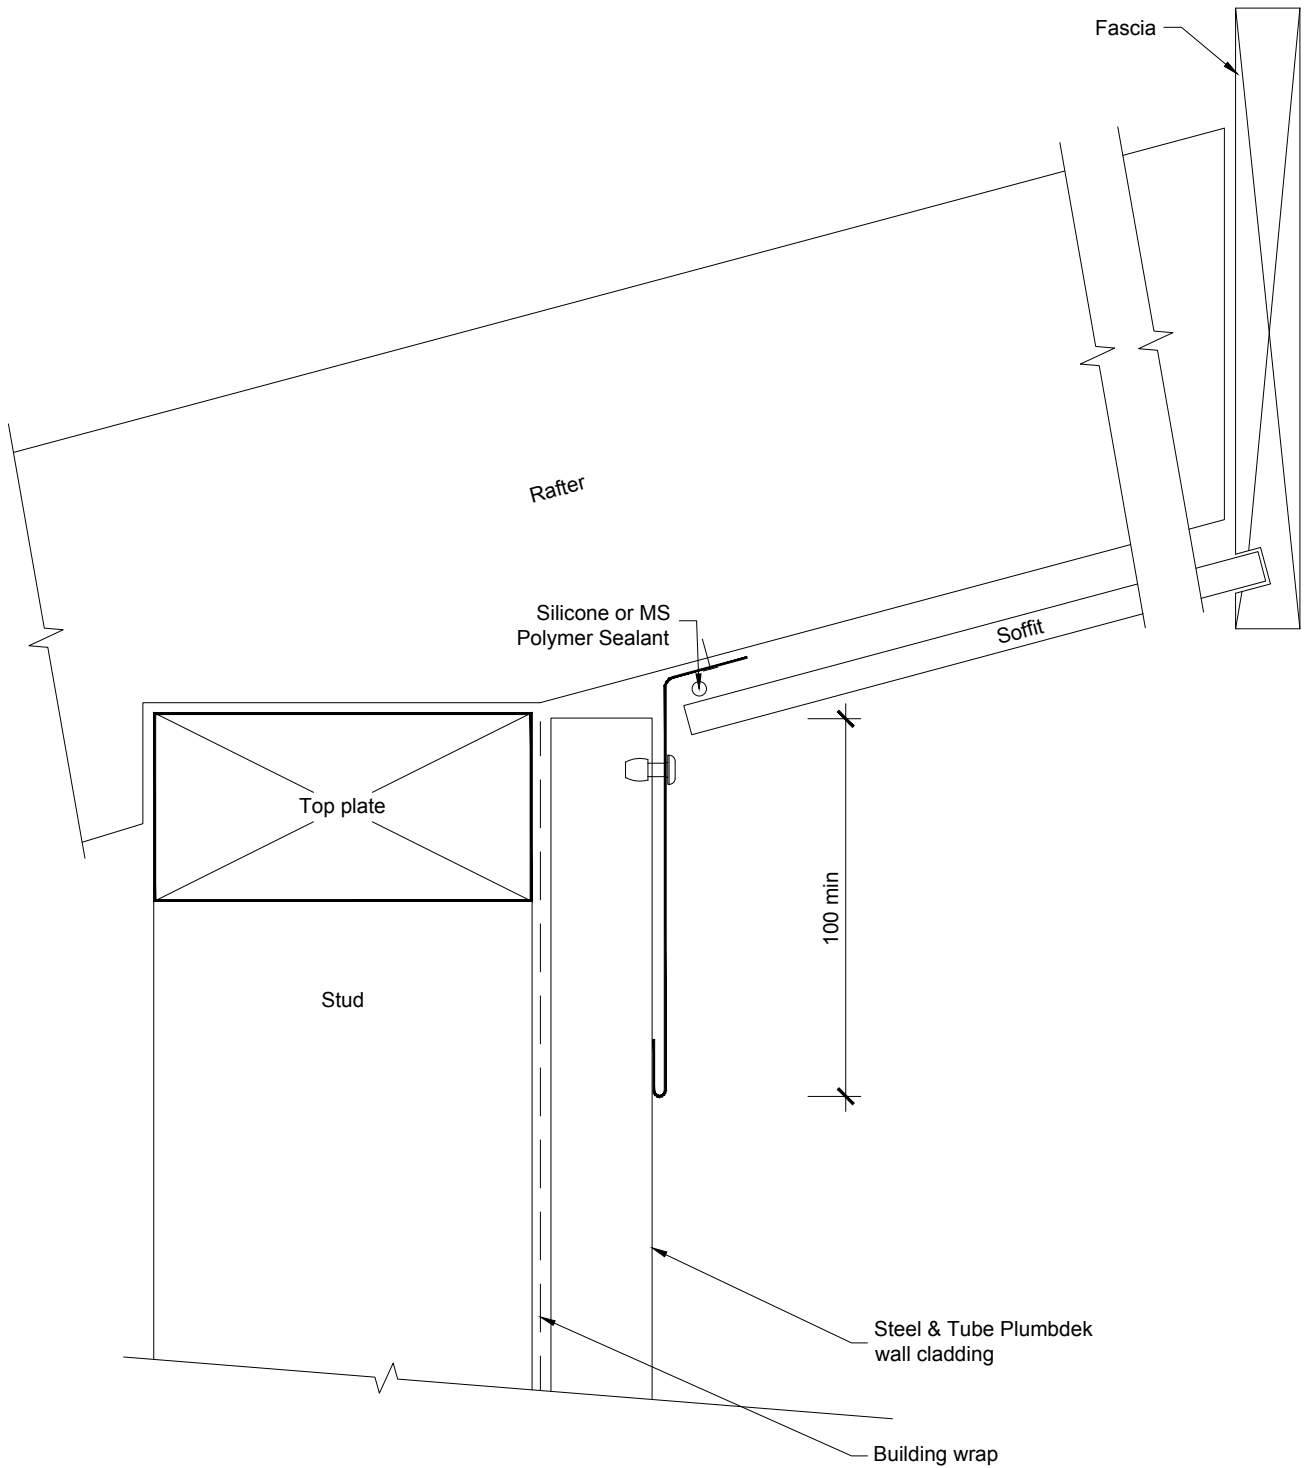 Fascia
Rafter
Silicone or MS
Polymer Sealant
Soffit
Top plate
100 min
Stud
Steel & Tube Plumbdek
wall cladding
Building wrap